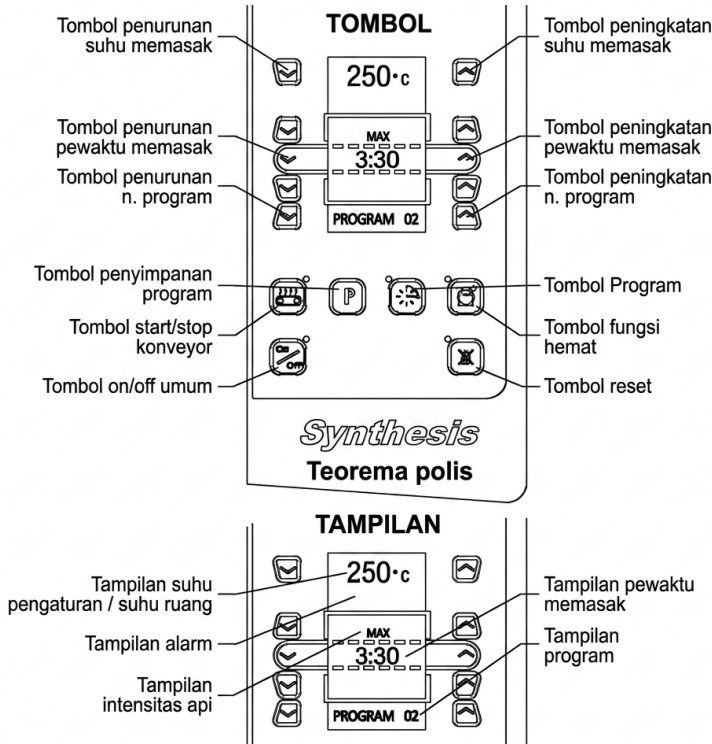 TOMBOL
Tombol penurunan
suhu memasak
Tombol peningkatan
suhu memasak
250°c
Tombol penurunan
pewaktu memasak
Tombol peningkatan
pewaktu memasak
MAX
3:30
Tombol penurunan
n. program
Tombol peningkatan
n. program
PROGRAM 02
Tombol penyimpanan
program
P
Tombol Program
Tombol start/stop
konveyor
Tombol fungsi
hemat
On
OFF
Tombol on/off umum
Tombol reset
Synthesis
Teorema polis
TAMPILAN
250°c
Tampilan suhu
pengaturan / suhu ruang
Tampilan pewaktu
memasak
Tampilan alarm
MAX
3:30
Tampilan
program
Tampilan
intensitas api
PROGRAM 02